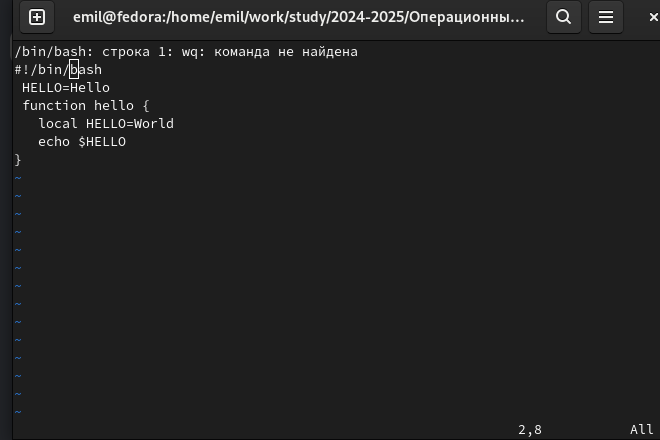 emil@fedora:/home/emil/work/study/2024-2025/Операционны...
/bin/bash: строка 1: wq: команда не найдена
#!/bin/bash
HELLO=Hello
function hello {
local HELLO=World
echo $HELLO
}
~
~
~
~
~
~
~
~
~
~
~
~
~
~
2,8 All